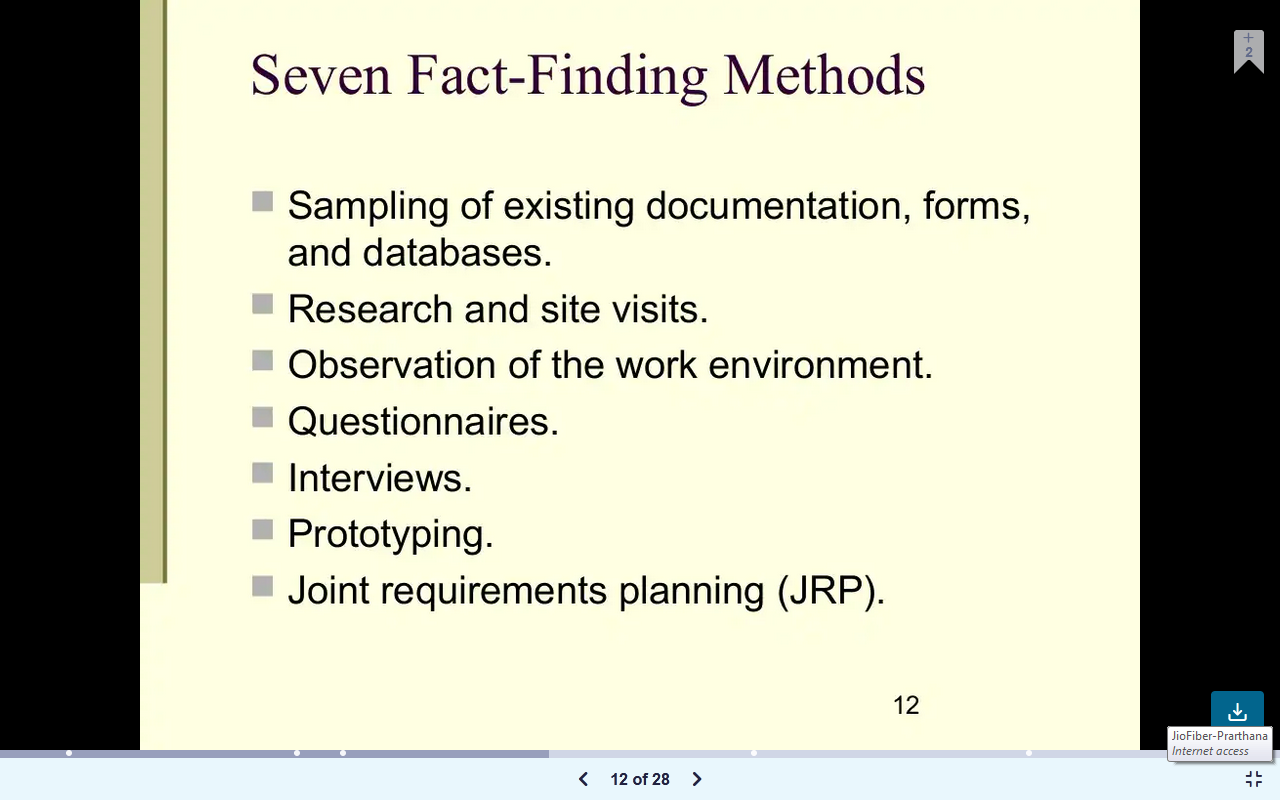 Seven Fact-Finding Methods
+
2
Sampling of existing documentation, forms,
and databases.
Research and site visits.
Observation of the work environment.
Questionnaires.
Interviews.
Prototyping.
Joint requirements planning (JRP).
12
JioFiber-Prarthana
Internet access
12 of 28